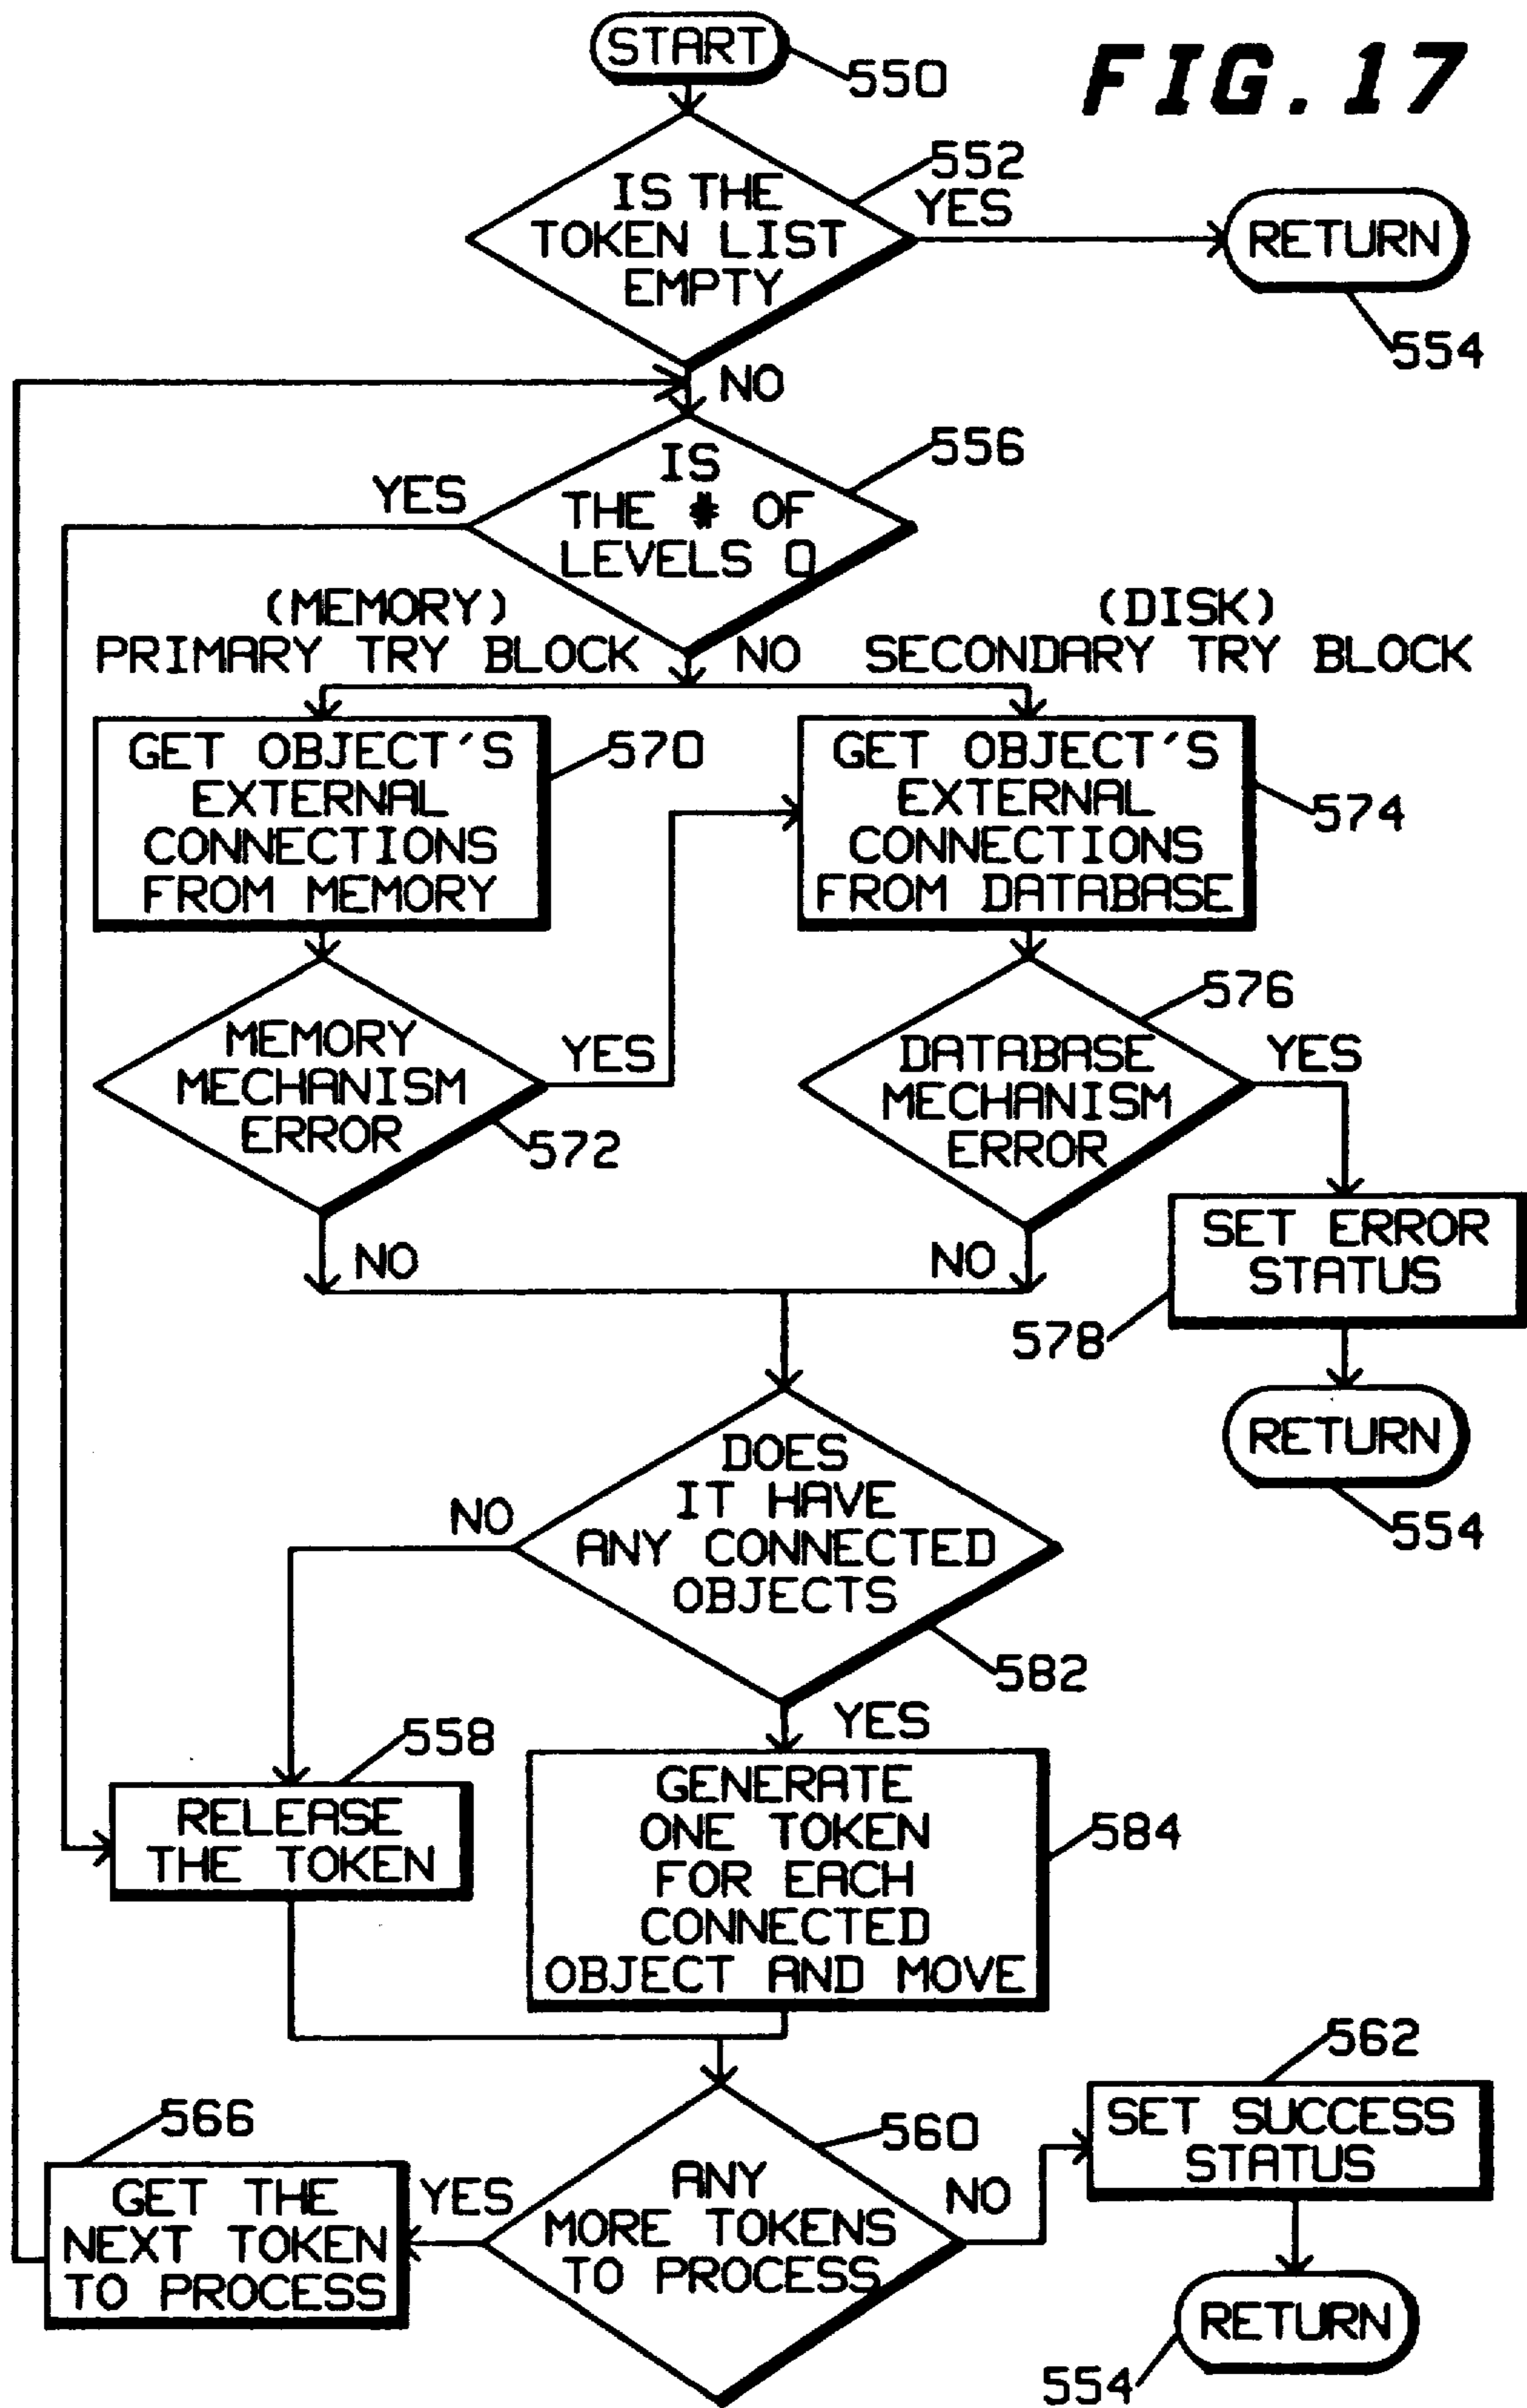 START
550
FIG. 17
552
IS THE
TOKEN LIST
EMPTY
YES
RETURN
554
NO
556
IS
THE # OF
LEVELS 0
YES
(MEMORY)
PRIMARY TRY BLOCK
NO
(DISK)
SECONDARY TRY BLOCK
GET OBJECT'S
EXTERNAL
CONNECTIONS
FROM MEMORY
570
GET OBJECT'S
EXTERNAL
CONNECTIONS
FROM DATABASE
574
MEMORY
MECHANISM
ERROR
YES
572
576
DATABASE
MECHANISM
ERROR
YES
NO
NO
SET ERROR
STATUS
578
RETURN
554
DOES
IT HAVE
ANY CONNECTED
OBJECTS
NO
582
YES
558
RELEASE
THE TOKEN
GENERATE
ONE TOKEN
FOR EACH
CONNECTED
OBJECT AND MOVE
584
562
SET SUCCESS
STATUS
566
GET THE
NEXT TOKEN
TO PROCESS
YES
560
ANY
MORE TOKENS
TO PROCESS
NO
RETURN
554